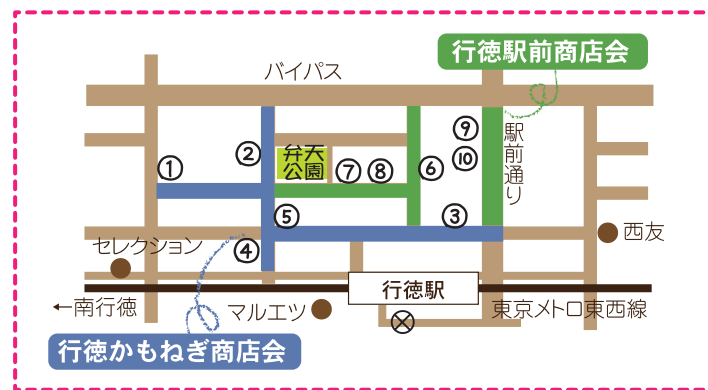 行徳駅前商店会
バイパス
⑨
駅前通り
②
弁天
公園
①
⑦
⑧
⑥
⑩
⑤
③
西友
セレクション
④
行徳駅
←南行徳
マルエツ
東京メトロ東西線
行徳かもねぎ商店会